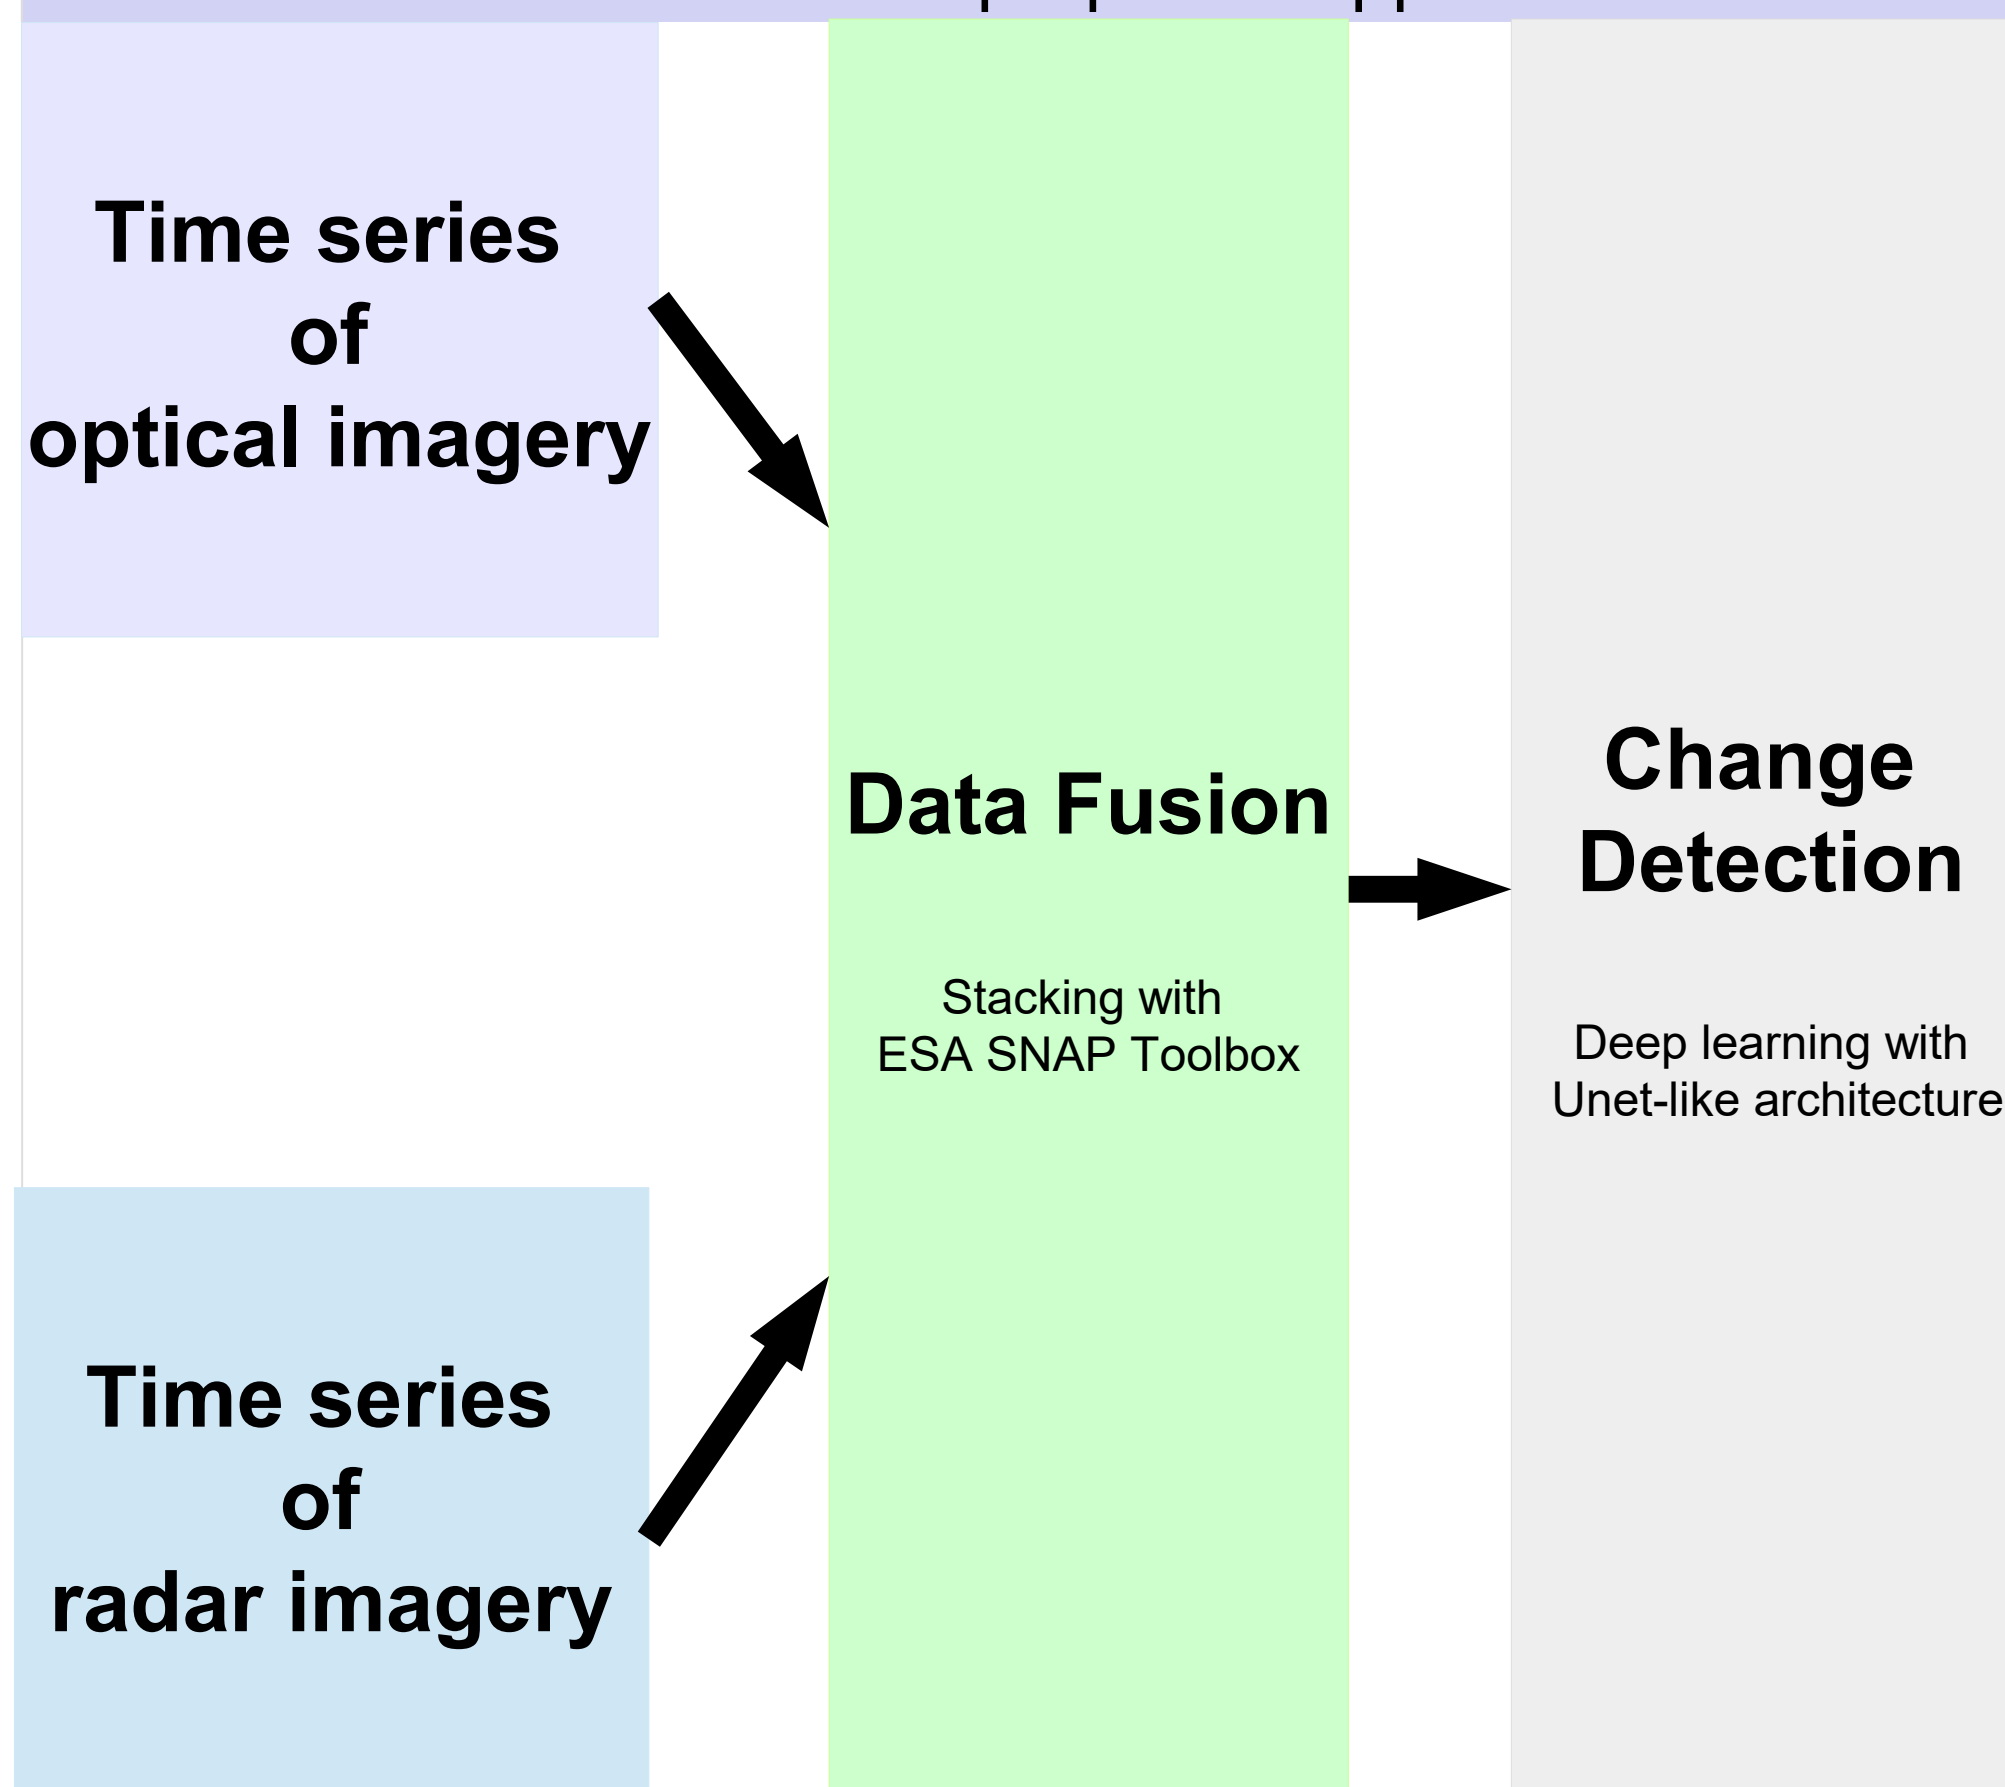 Time series
of
optical imagery
Data Fusion
Stacking with
ESA SNAP Toolbox
Change
Detection
Deep learning with
Unet-like architecture
Time series
of
radar imagery